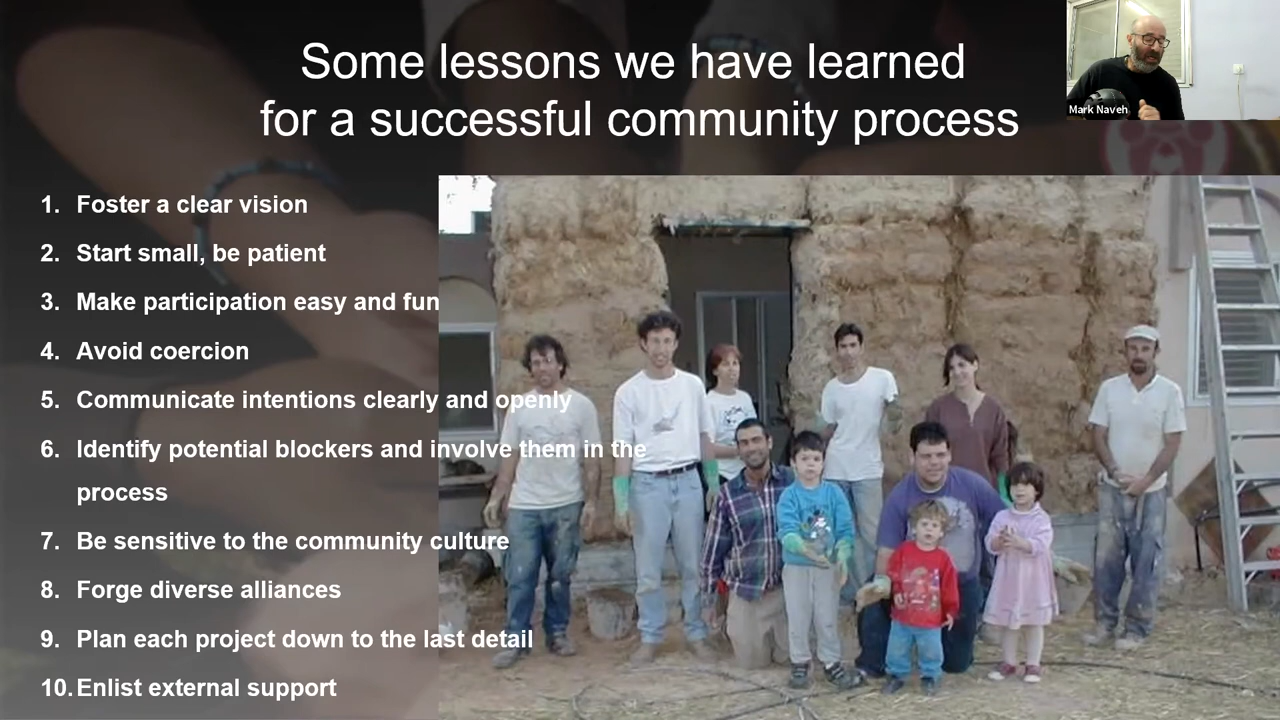 Some lessons we have learned
for a successful community process
Mark Naveh
1. Foster a clear vision
2. Start small, be patient
3. Make participation easy and fun
4. Avoid coercion
5. Communicate intentions clearly and openly
6. Identify potential blockers and involve them in the
process
7. Be sensitive to the community culture
8. Forge diverse alliances
9. Plan each project down to the last detail
10. Enlist external support